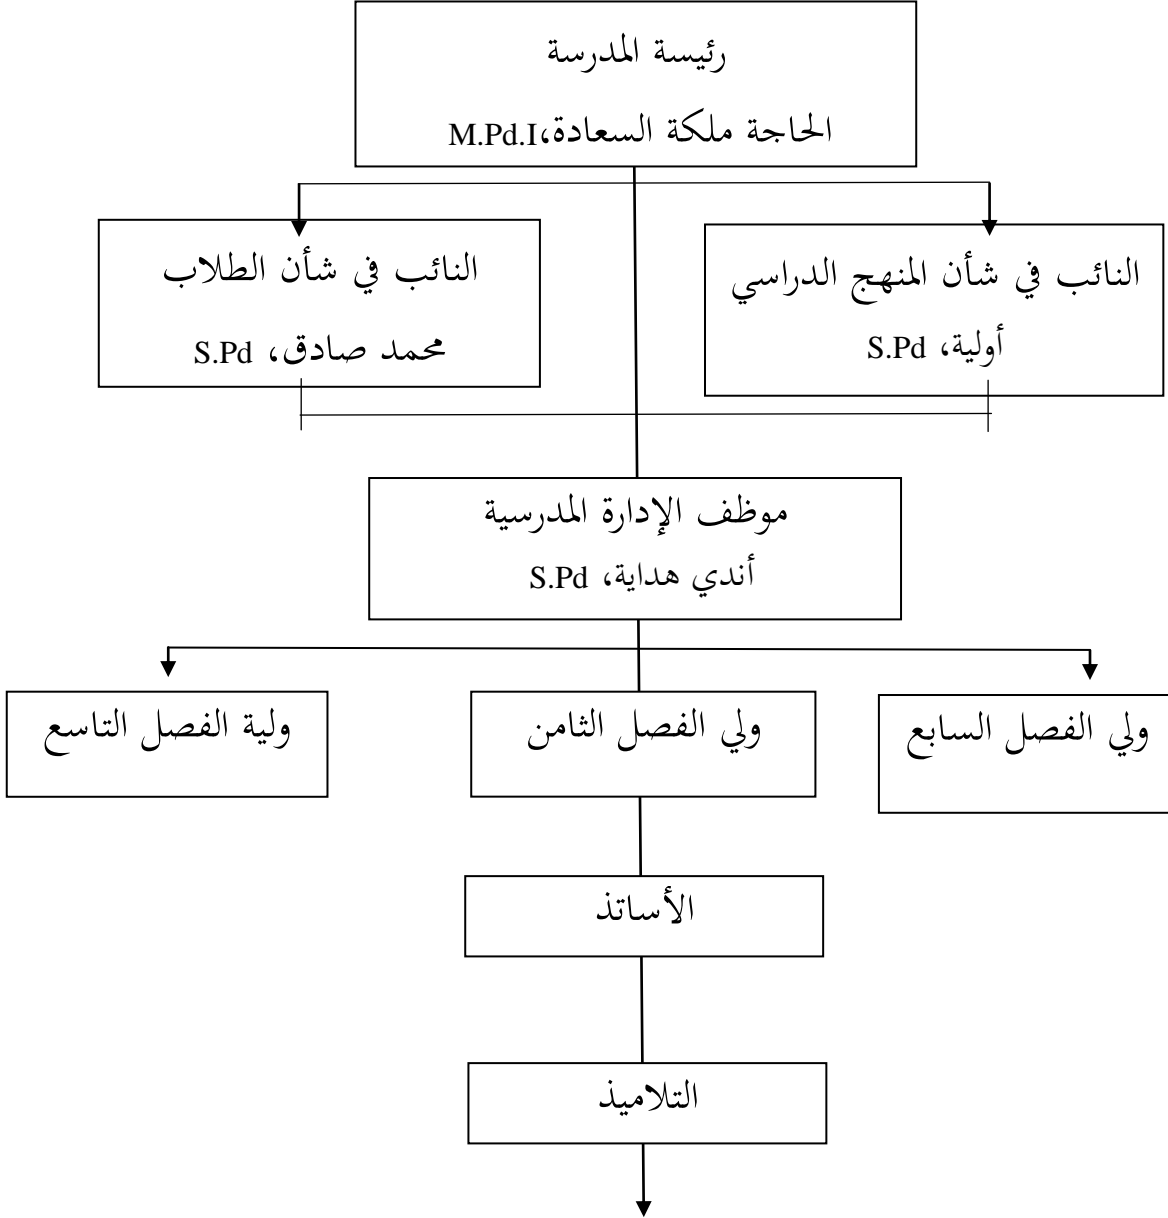 رئيسة المدرسة
الحاجة ملكة السعادة،M.Pd.I
النائب في شأن المنهج الدراسي
أولية، S.Pd
النائب في شأن الطلاب
محمد صادق، S.Pd
موظف الإدارة المدرسية
أندي هداية، S.Pd
ولي الفصل السابع
ولي الفصل الثامن
ولية الفصل التاسع
الأساتذ
التلاميذ